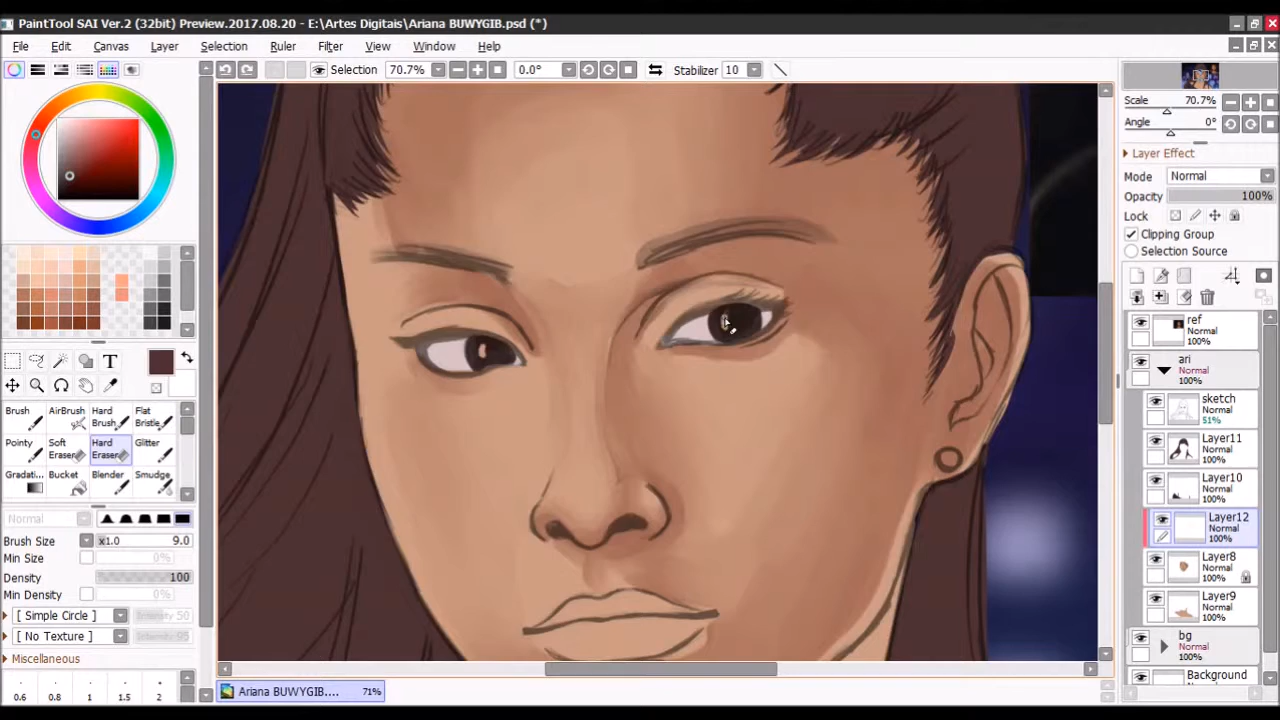 PaintTool SAI Ver.2 (32bit) Preview.2017.08.20 - E:\Artes Digitais\Ariana BUWYGIB.psd (*)
File Edit Canvas Layer Selection Ruler Filter View Window Help
Selection 70.7% 0.0° Stabilizer 10
Scale 70.7%
Angle 0°
Layer Effect
Mode Normal
Opacity 100%
Lock
Clipping Group
Selection Source
ref
Normal
100%
ari
Normal
100%
sketch
Normal
51%
Layer11
Normal
100%
Layer10
Normal
100%
Layer12
Normal
100%
Layer8
Normal
100%
Layer9
Normal
100%
bg
Normal
100%
Background
Normal
T
Brush AirBrush Hard Brush Flat Bristle
Pointy Soft Eraser Hard Eraser Glitter
Gradati... Bucket Blender Smudge
Normal
Brush Size x1.0 9.0
Min Size 0%
Density 100
Min Density 0%
[ Simple Circle ] Intensity 50
[ No Texture ] Intensity 95
Miscellaneous
0.6 0.8 1 1.5 2
Ariana BUWYGIB.... 71%